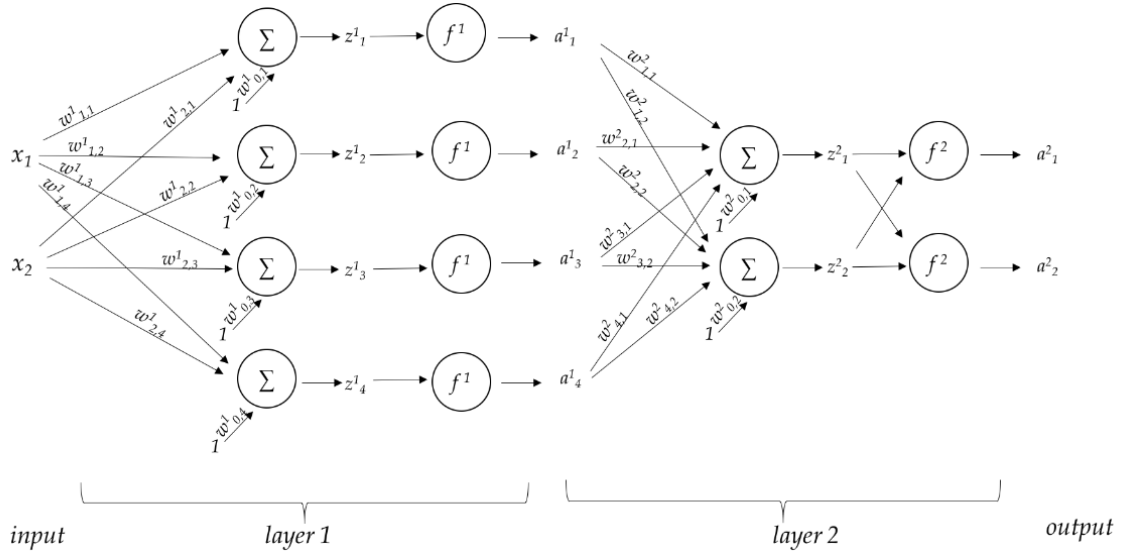 ∑ z¹₁ f¹ a¹₁
w¹₁,₁
w¹₂,₁
1 w¹₀,₁
w²₁,₁
w²₁,₂
x₁
w¹₁,₂
w¹₁,₃
w¹₁,₄
∑ z¹₂ f¹ a¹₂
w¹₂,₂
1 w¹₀,₂
w²₂,₁
w²₂,₂
∑ z²₁ f² a²₁
1 w²₀,₁
x₂
w¹₂,₃
w¹₂,₄
∑ z¹₃ f¹ a¹₃
1 w¹₀,₃
w²₃,₁
w²₃,₂
∑ z²₂ f² a²₂
1 w²₀,₂
∑ z¹₄ f¹ a¹₄
1 w¹₀,₄
w²₄,₁
w²₄,₂
input layer 1 layer 2 output